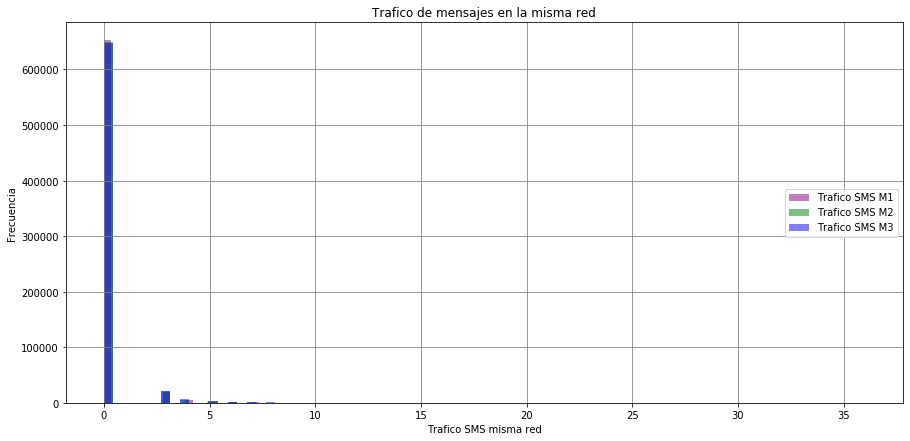 Trafico de mensajes en la misma red
600000
500000
400000
300000
200000
100000
0
Frecuencia
Trafico SMS M1
Trafico SMS M2
Trafico SMS M3
0 5 10 15 20 25 30 35
Trafico SMS misma red